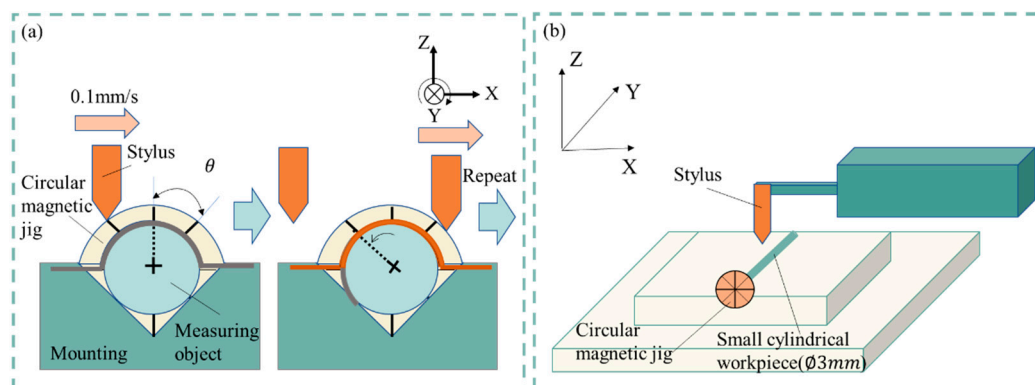 (a)
0.1mm/s
Stylus
θ
Circular
magnetic
jig
Mounting
Measuring
object
Z
X
Y
Repeat
(b)
Z
Y
X
Stylus
Circular
magnetic jig
Small cylindrical
workpiece(Ø3mm)